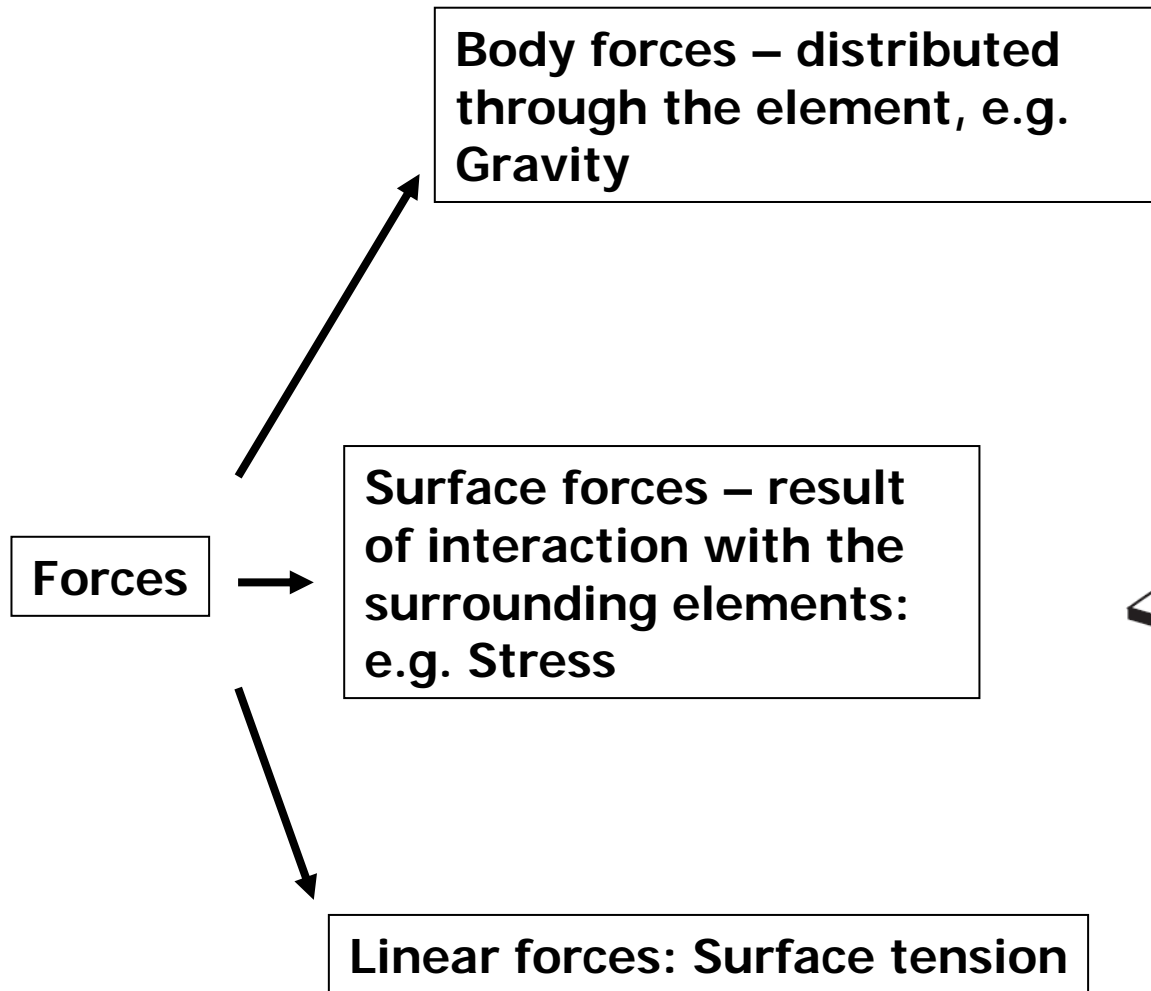 Body forces – distributed
through the element, e.g.
Gravity
Forces
Surface forces – result
of interaction with the
surrounding elements:
e.g. Stress
Linear forces: Surface tension